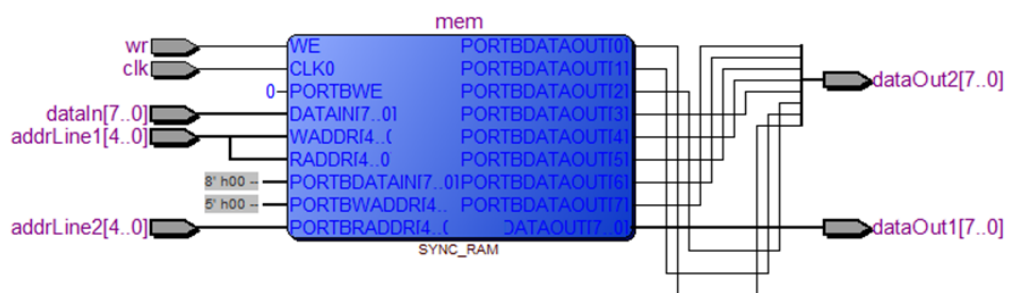 mem
wr WE PORTBDATAOUT[0]
clk CLK0 PORTBDATAOUT[1]
0 PORTBWE PORTBDATAOUT[2]
dataIn[7..0] DATAIN[7..0] PORTBDATAOUT[3]
addrLine1[4..0] WADDR[4..0 PORTBDATAOUT[4]
RADDR[4..0 PORTBDATAOUT[5]
8' h00 -- PORTBDATAIN[7..0] PORTBDATAOUT[6]
5' h00 -- PORTBWADDR[4.. PORTBDATAOUT[7]
addrLine2[4..0] PORTBRADDR[4..0 DATAOUT[7..0]
dataOut2[7..0]
dataOut1[7..0]
SYNC_RAM